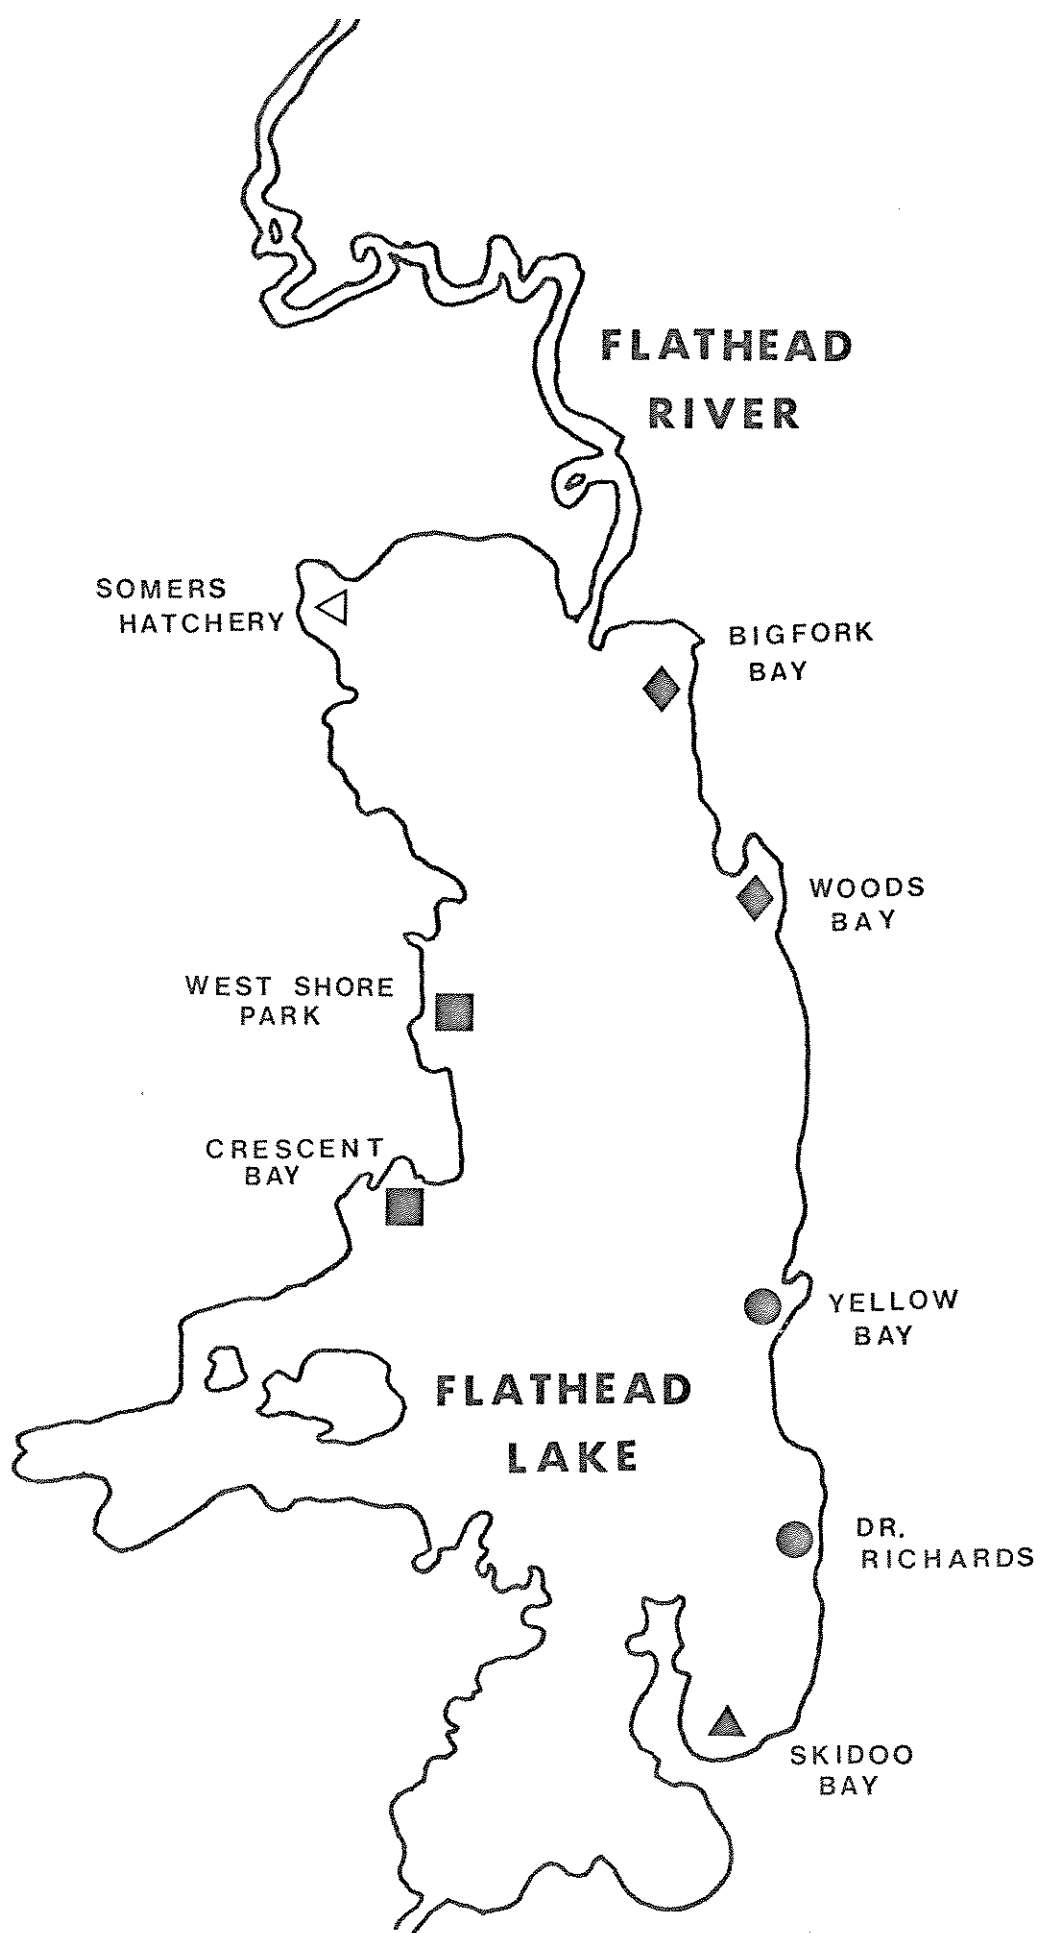 FLATHEAD
RIVER
SOMERS
HATCHERY
BIGFORK
BAY
WOODS
BAY
WEST SHORE
PARK
CRESCENT
BAY
YELLOW
BAY
FLATHEAD
LAKE
DR.
RICHARDS
SKIDOO
BAY